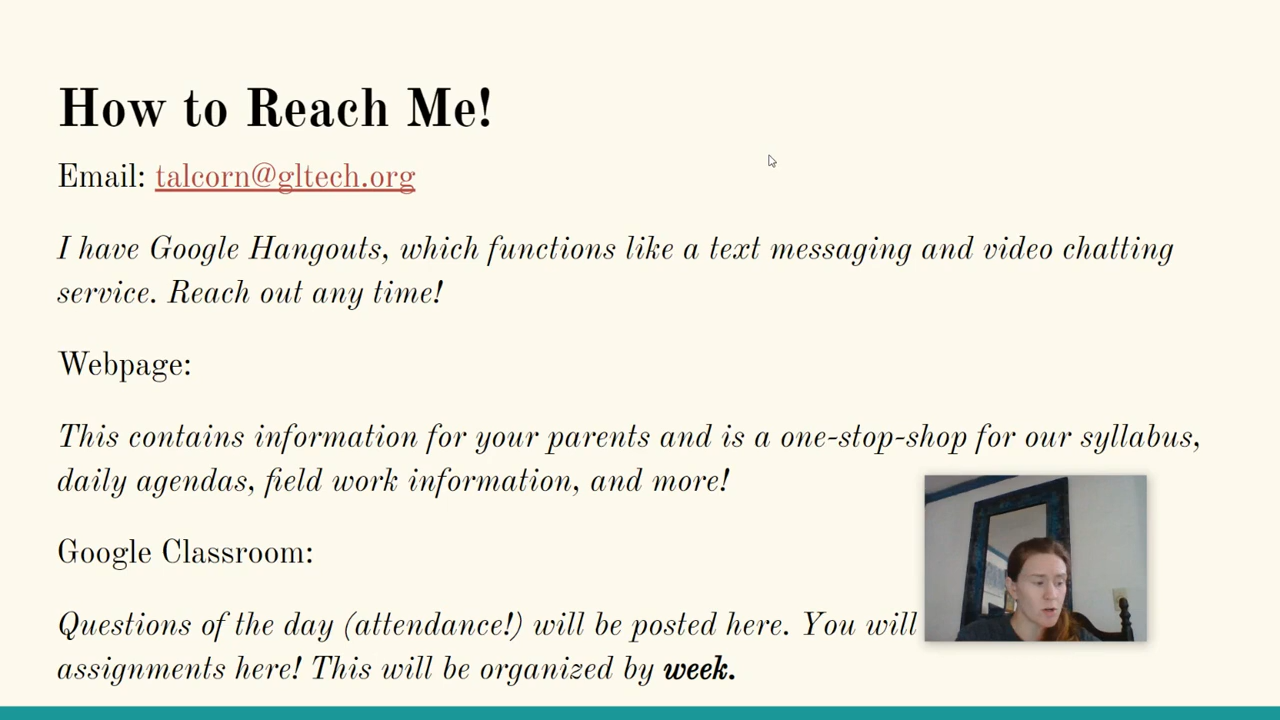 How to Reach Me!
Email: talcorn@gltech.org
I have Google Hangouts, which functions like a text messaging and video chatting
service. Reach out any time!
Webpage:
This contains information for your parents and is a one-stop-shop for our syllabus,
daily agendas, field work information, and more!
Google Classroom:
Questions of the day (attendance!) will be posted here. You will
assignments here! This will be organized by week.